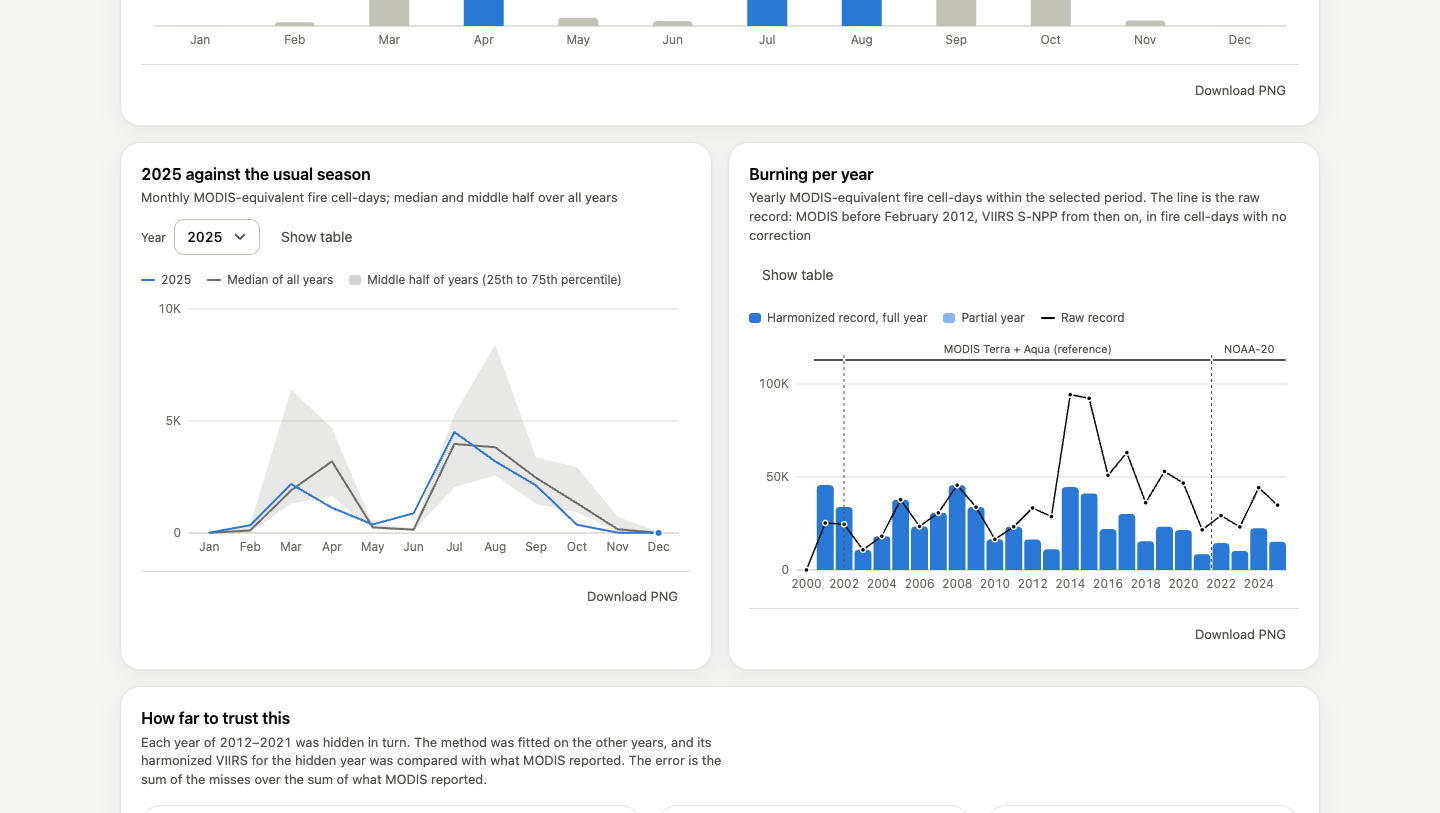 Jan Feb Mar Apr May Jun Jul Aug Sep Oct Nov Dec
Download PNG
2025 against the usual season
Monthly MODIS-equivalent fire cell-days; median and middle half over all years
Year 2025 Show table
2025 Median of all years Middle half of years (25th to 75th percentile)
10K
5K
0
Jan Feb Mar Apr May Jun Jul Aug Sep Oct Nov Dec
Download PNG
Burning per year
Yearly MODIS-equivalent fire cell-days within the selected period. The line is the raw
record: MODIS before February 2012, VIIRS S-NPP from then on, in fire cell-days with no
correction
Show table
Harmonized record, full year Partial year Raw record
MODIS Terra + Aqua (reference) NOAA-20
100K
50K
0
2000 2002 2004 2006 2008 2010 2012 2014 2016 2018 2020 2022 2024
Download PNG
How far to trust this
Each year of 2012–2021 was hidden in turn. The method was fitted on the other years, and its
harmonized VIIRS for the hidden year was compared with what MODIS reported. The error is the
sum of the misses over the sum of what MODIS reported.